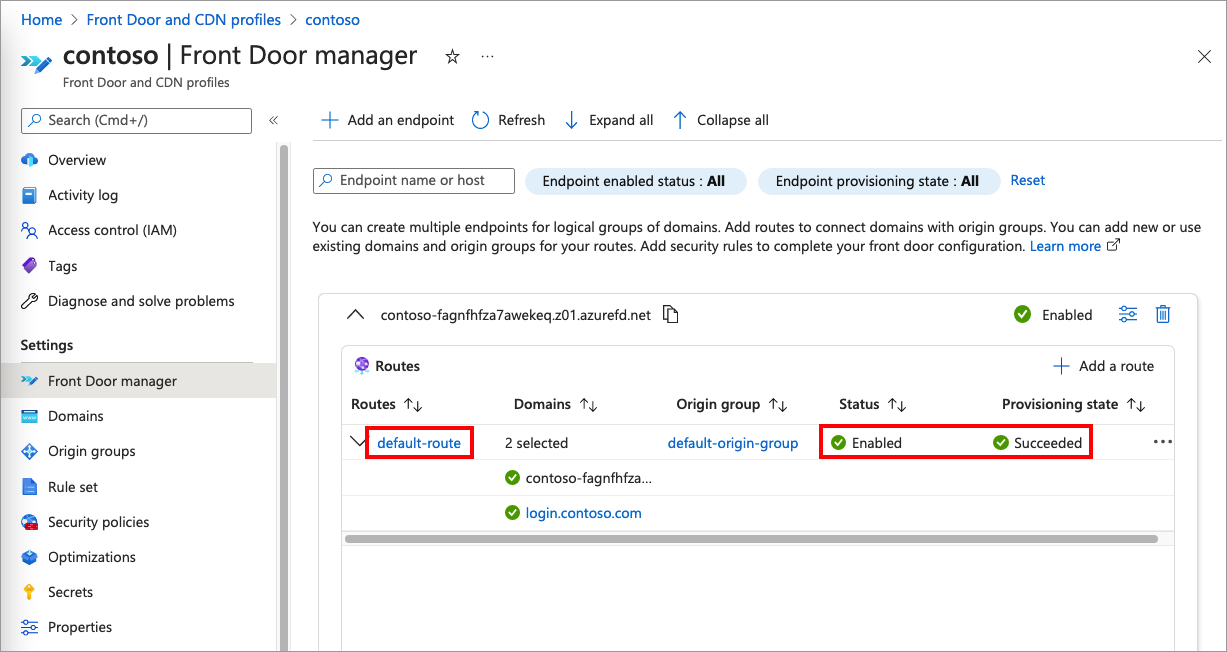 Home > Front Door and CDN profiles > contoso
contoso | Front Door manager
Front Door and CDN profiles
Search (Cmd+/)
Overview
Activity log
Access control (IAM)
Tags
Diagnose and solve problems
Settings
Front Door manager
Domains
Origin groups
Rule set
Security policies
Optimizations
Secrets
Properties
Add an endpoint Refresh Expand all Collapse all
Endpoint name or host Endpoint enabled status : All Endpoint provisioning state : All Reset
You can create multiple endpoints for logical groups of domains. Add routes to connect domains with origin groups. You can add new or use
existing domains and origin groups for your routes. Add security rules to complete your front door configuration. Learn more
contoso-fagnfhfza7awekeq.z01.azurefd.net Enabled
Routes Add a route
Routes Domains Origin group Status Provisioning state
default-route 2 selected default-origin-group Enabled Succeeded
contoso-fagnfhfza...
login.contoso.com